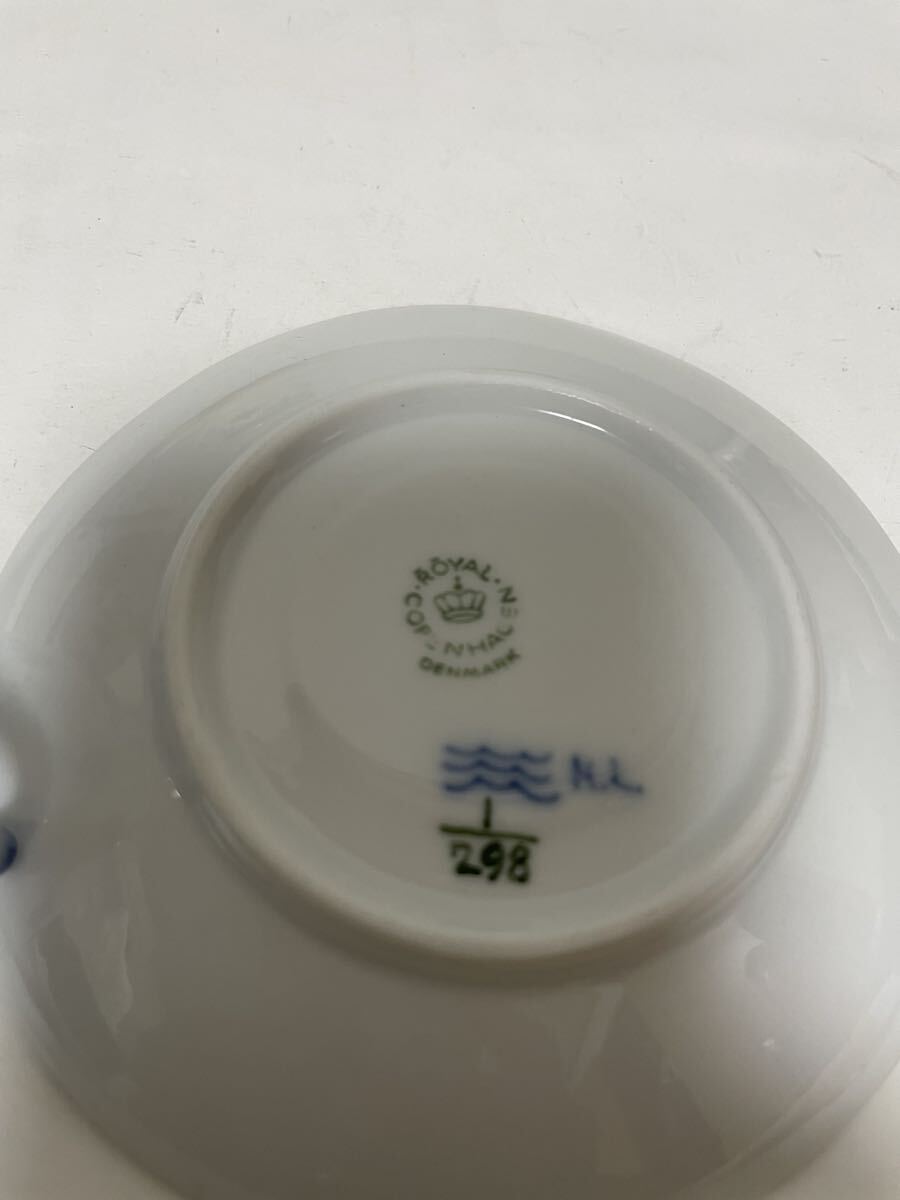 ROYAL COPENHAGEN
DENMARK
N.L.
1
298